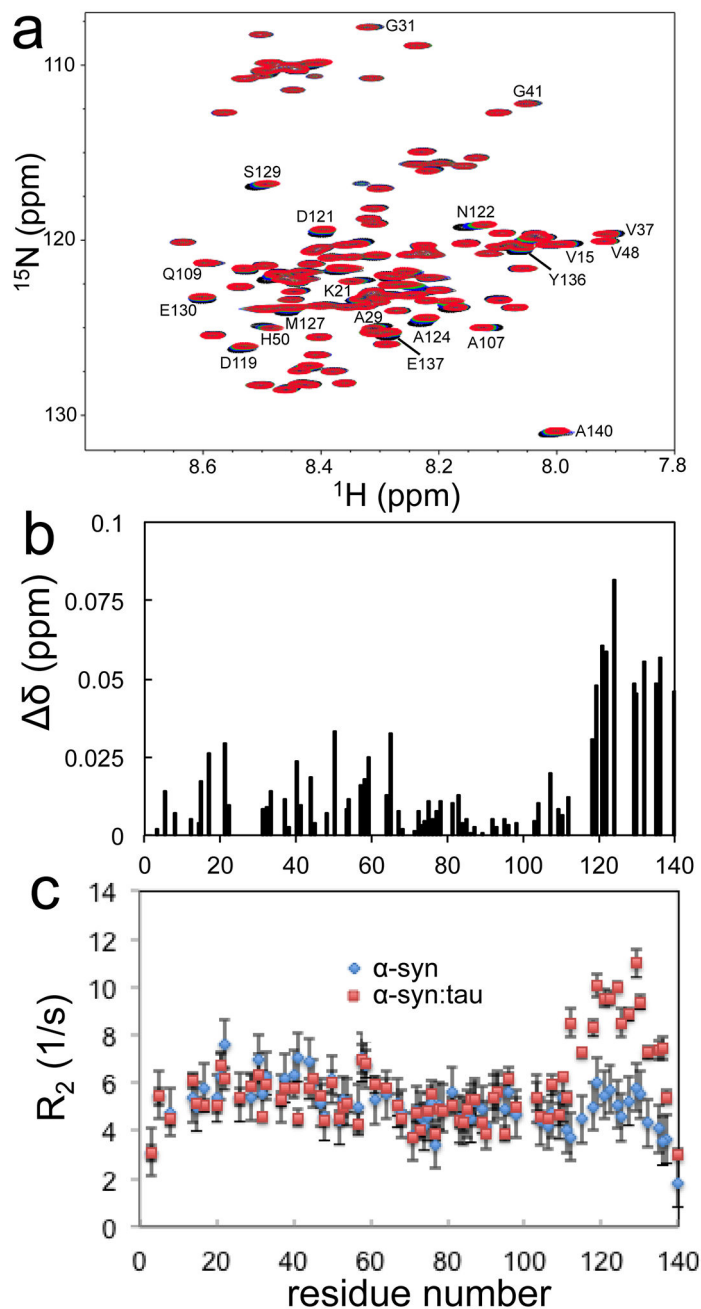 a
G31
110
G41
S129
D121
N122
V37
120
V15
V48
Q109
Y136
K21
E130
A29
M127
H50
A124
A107
D119
E137
130
A140
¹⁵N (ppm)
8.6 8.4 8.2 8.0 7.8
¹H (ppm)
b
0.1
0.075
0.05
0.025
0
Δδ (ppm)
0 20 40 60 80 100 120 140
c
14
12
10
8
6
4
2
0
R₂ (1/s)
α-syn
α-syn:tau
0 20 40 60 80 100 120 140
residue number